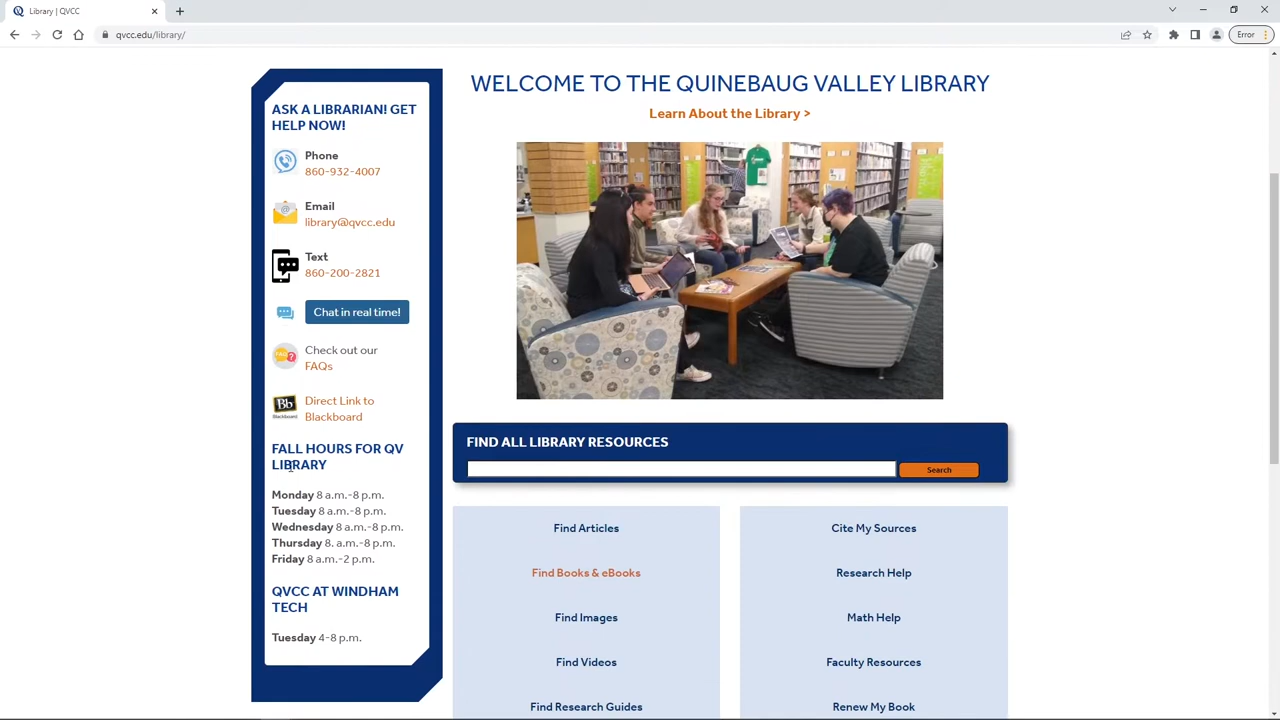 Library | QVCC
qvcc.edu/library/
Error
ASK A LIBRARIAN! GET
HELP NOW!
Phone
860-932-4007
Email
library@qvcc.edu
Text
860-200-2821
Chat in real time!
Check out our
FAQs
Bb
Blackboard
Direct Link to
Blackboard
FALL HOURS FOR QV
LIBRARY
Monday 8 a.m.-8 p.m.
Tuesday 8 a.m.-8 p.m.
Wednesday 8 a.m.-8 p.m.
Thursday 8. a.m.-8 p.m.
Friday 8 a.m.-2 p.m.
QVCC AT WINDHAM
TECH
Tuesday 4-8 p.m.
WELCOME TO THE QUINEBAUG VALLEY LIBRARY
Learn About the Library >
FIND ALL LIBRARY RESOURCES
Search
Find Articles
Find Books & eBooks
Find Images
Find Videos
Find Research Guides
Cite My Sources
Research Help
Math Help
Faculty Resources
Renew My Book